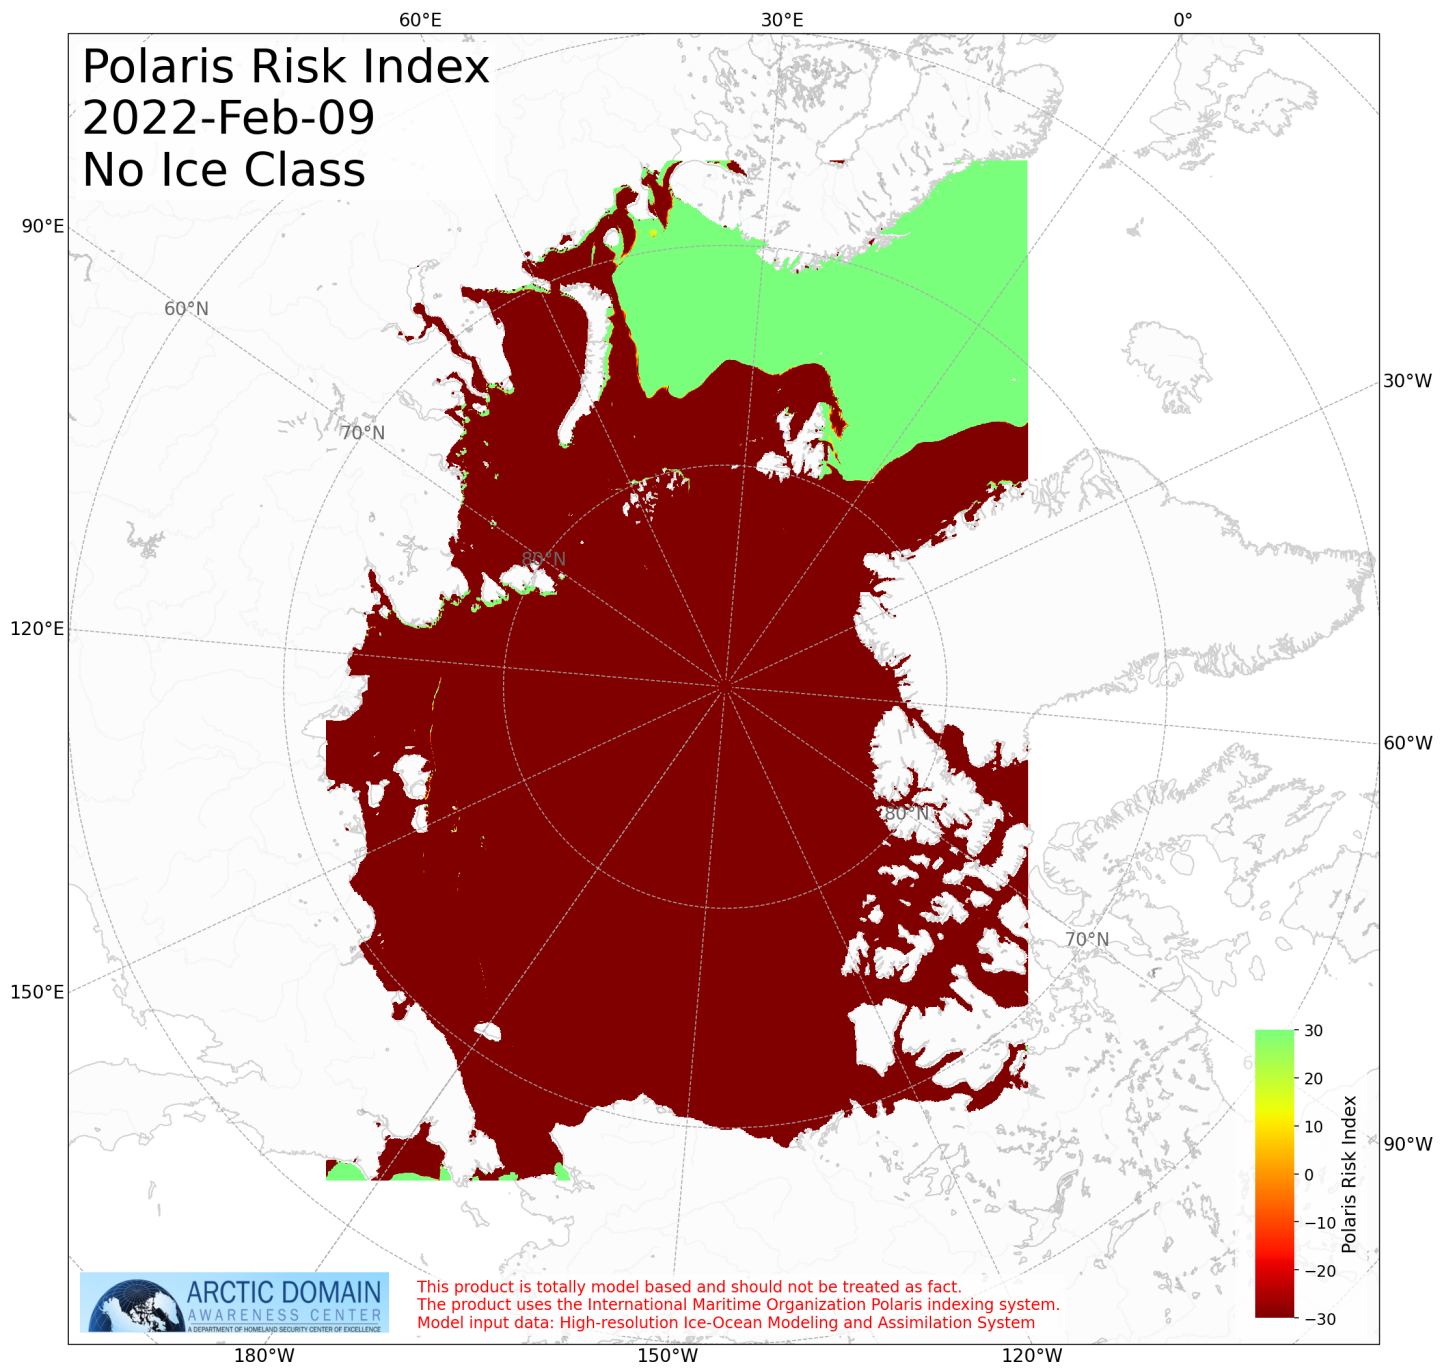 60°E
30°E
0°
Polaris Risk Index
2022-Feb-09
No Ice Class
90°E
60°N
30°W
70°N
80°N
120°E
60°W
80°N
70°N
150°E
30
20
10
0
−10
−20
−30
Polaris Risk Index
90°W
ARCTIC DOMAIN
AWARENESS CENTER
A DEPARTMENT OF HOMELAND SECURITY CENTER OF EXCELLENCE
This product is totally model based and should not be treated as fact.
The product uses the International Maritime Organization Polaris indexing system.
Model input data: High-resolution Ice-Ocean Modeling and Assimilation System
180°W
150°W
120°W